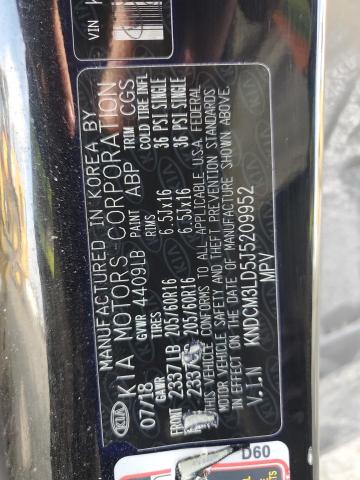 VIN
MANUFACTURED IN KOREA BY
KIA MOTORS CORPORATION
07/18 GVWR 4409LB PAINT ABP TRIM CGS
GAWR TIRES RIMS COLD TIRE INFL
FRONT 2337LB 205/60R16 6.5Jx16 36 PSI SINGLE
2337 205/60R16 6.5Jx16 36 PSI SINGLE
THIS VEHICLE CONFORMS TO ALL APPLICABLE U.S.A. FEDERAL
MOTOR VEHICLE SAFETY AND THEFT PREVENTION STANDARDS
IN EFFECT ON THE DATE OF MANUFACTURE SHOWN ABOVE.
V.I.N KNDCM3LD5J5209952
MPV
KIA
D60